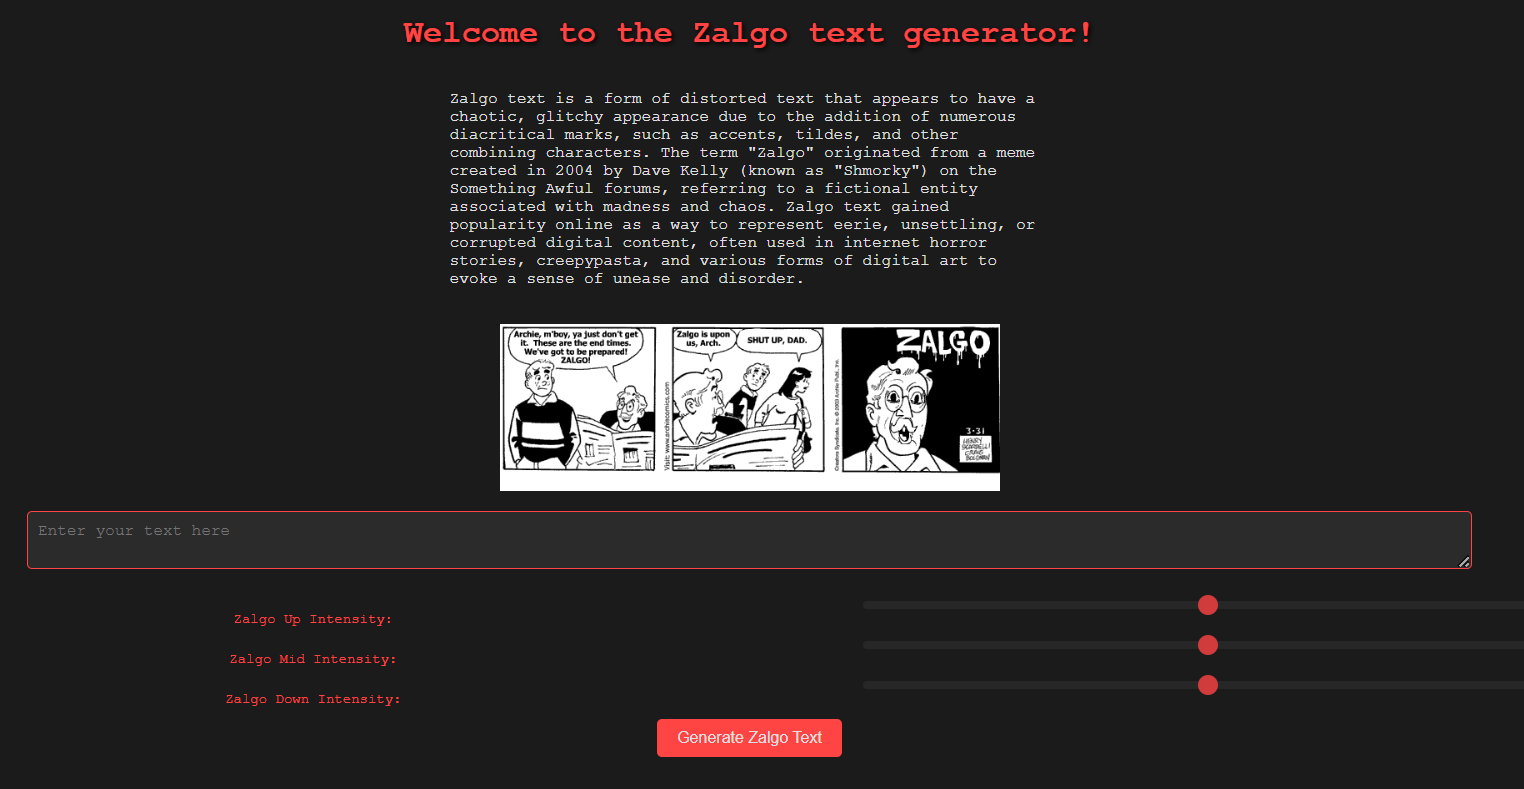 Welcome to the Zalgo text generator!
Zalgo text is a form of distorted text that appears to have a
chaotic, glitchy appearance due to the addition of numerous
diacritical marks, such as accents, tildes, and other
combining characters. The term "Zalgo" originated from a meme
created in 2004 by Dave Kelly (known as "Shmorky") on the
Something Awful forums, referring to a fictional entity
associated with madness and chaos. Zalgo text gained
popularity online as a way to represent eerie, unsettling, or
corrupted digital content, often used in internet horror
stories, creepypasta, and various forms of digital art to
evoke a sense of unease and disorder.
Archie, m'boy, ya just don't get
it. These are the end times.
We've got to be prepared!
ZALGO!
Visit: www.archiecomics.com
Zalgo is upon
us, Arch.
SHUT UP, DAD.
Creators Syndicate, Inc. © 2003 Archie Publ., Inc.
ZALGO
3-31
HENRY
SCARPELLI
CRAIG
BOLDMAN
Enter your text here
Zalgo Up Intensity:
Zalgo Mid Intensity:
Zalgo Down Intensity:
Generate Zalgo Text